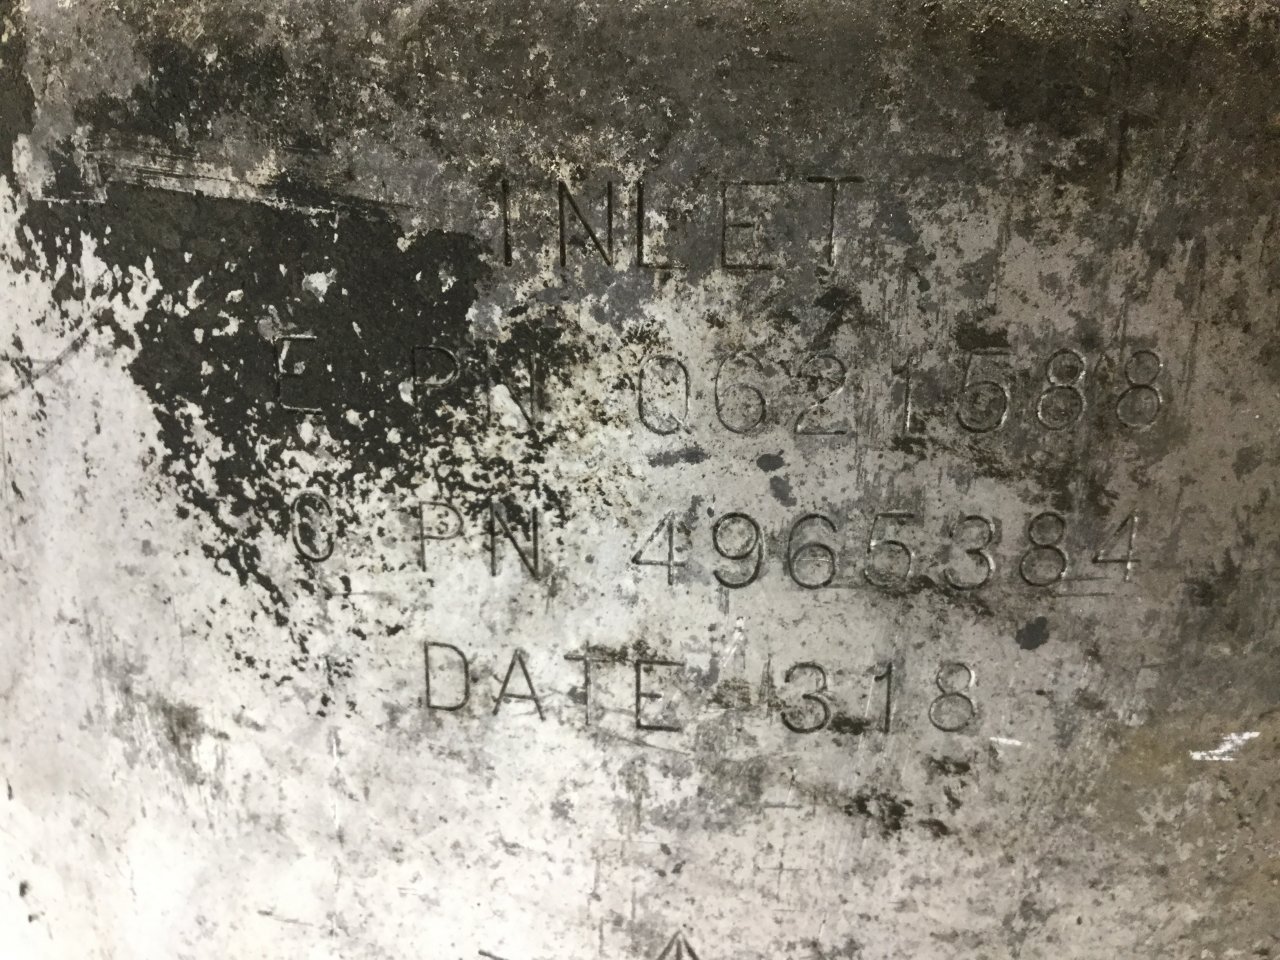 INLET
E PN Q621588
C PN 4965384
DATE 318